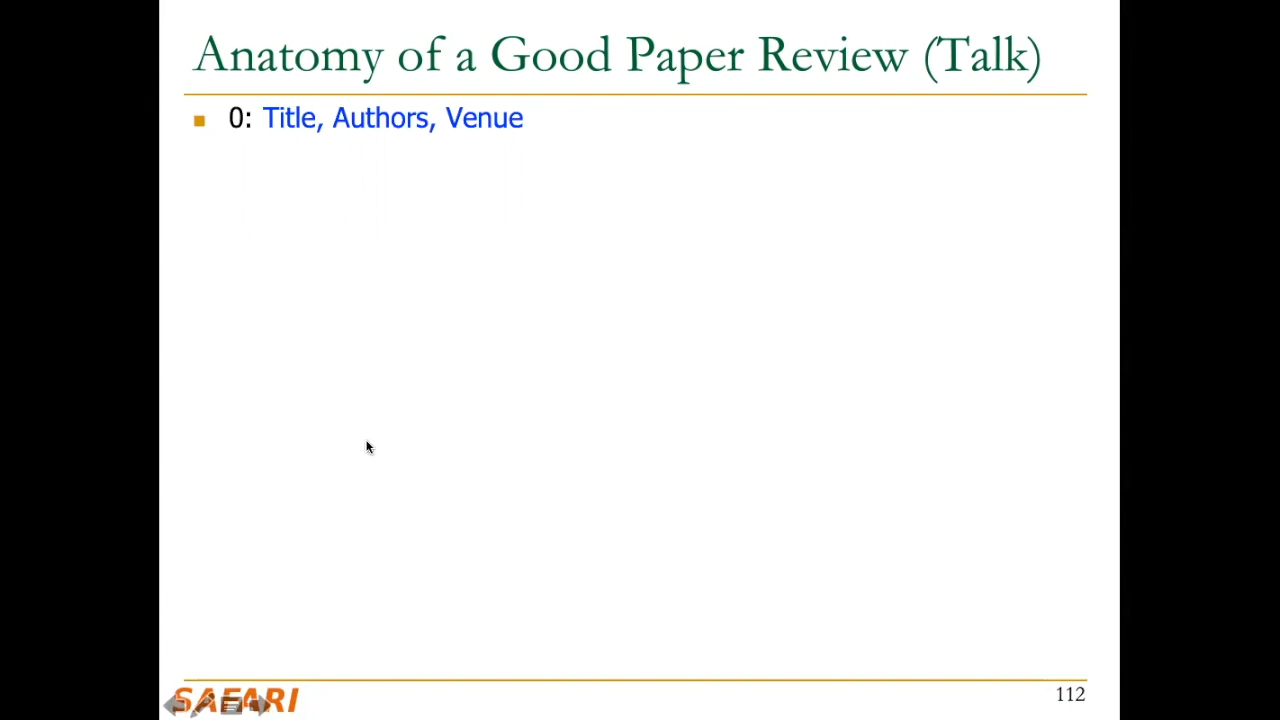 Anatomy of a Good Paper Review (Talk)
0: Title, Authors, Venue
SAFARI
112